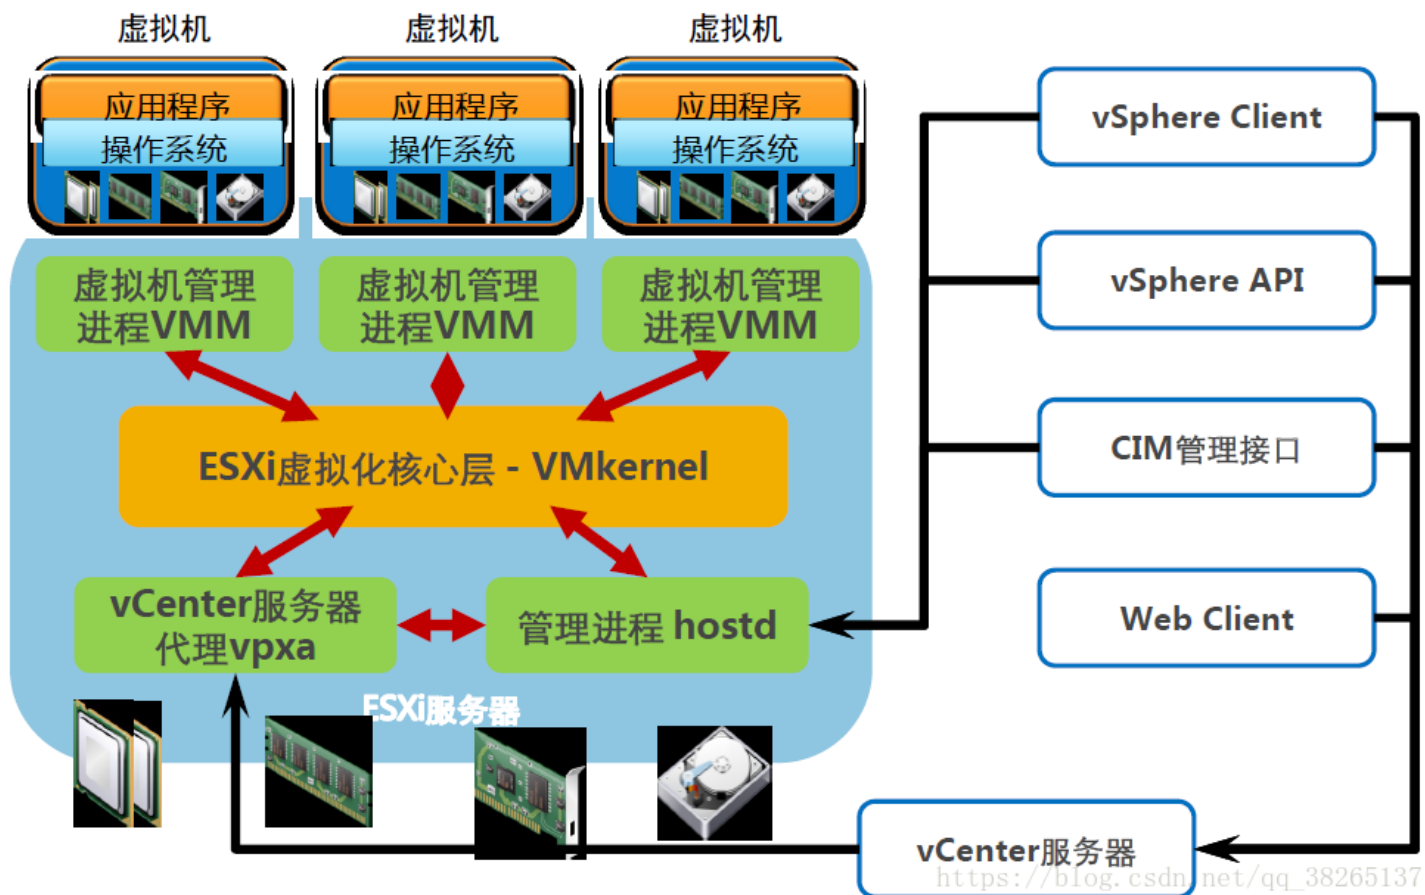 虚拟机
虚拟机
虚拟机
应用程序
操作系统
应用程序
操作系统
应用程序
操作系统
虚拟机管理
进程VMM
虚拟机管理
进程VMM
虚拟机管理
进程VMM
ESXi虚拟化核心层 - VMkernel
vCenter服务器
代理vpxa
管理进程 hostd
ESXi服务器
vSphere Client
vSphere API
CIM管理接口
Web Client
vCenter服务器
https://blog.csdn.net/qq_38265137